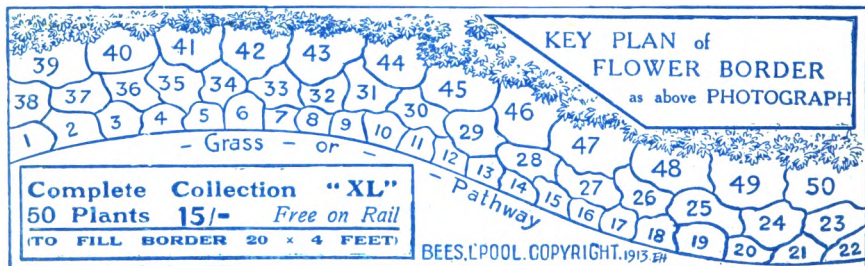 KEY PLAN of
FLOWER BORDER
as above PHOTOGRAPH
39 40 41 42 43 44 45 46 47 48 49 50
38 37 36 35 34 33 32 31 30 29 28 27 26 25 24 23
1 2 3 4 5 6 7 8 9 10 11 12 13 14 15 16 17 18 19 20 21 22
- Grass - or - - Pathway
Complete Collection "XL"
50 Plants 15/- Free on Rail
(TO FILL BORDER 20 × 4 FEET)
BEES, L'POOL. COPYRIGHT. 1913. EH